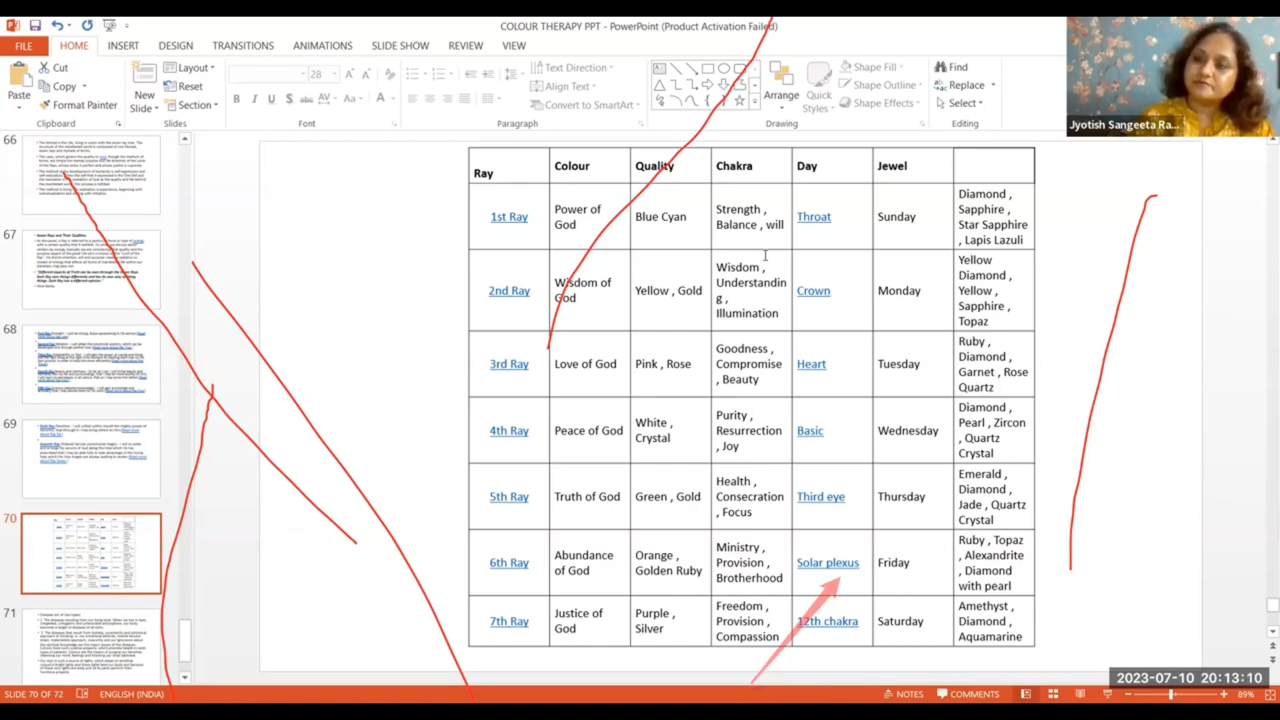 COLOUR THERAPY PPT - PowerPoint (Product Activation Failed)
FILE HOME INSERT DESIGN TRANSITIONS ANIMATIONS SLIDE SHOW REVIEW VIEW
Paste
Cut
Copy
Format Painter
Clipboard
New
Slide
Layout
Reset
Section
Slides
28
Font
Text Direction
Align Text
Convert to SmartArt
Paragraph
Arrange
Quick
Styles
Shape Fill
Shape Outline
Shape Effects
Drawing
Find
Replace
Select
Editing
Jyotish Sangeeta Ra...
66
67
68
69
70
71
Ray
Colour
Quality
Chakra
Jewel
1st Ray
Power of
God
Blue Cyan
Strength ,
Balance , will
Throat
Sunday
Diamond ,
Sapphire ,
Star Sapphire
, Lapis Lazuli
2nd Ray
Wisdom of
God
Yellow , Gold
Wisdom ,
Understandin
g ,
Illumination
Crown
Monday
Yellow
Diamond ,
Yellow ,
Sapphire ,
Topaz
3rd Ray
Love of God
Pink , Rose
Goodness ,
Compromise
, Beauty
Heart
Tuesday
Ruby ,
Diamond ,
Garnet , Rose
Quartz
4th Ray
Peace of God
White ,
Crystal
Purity ,
Resurrection
, Joy
Basic
Wednesday
Diamond ,
Pearl , Zircon
, Quartz
Crystal
5th Ray
Truth of God
Green , Gold
Health ,
Consecration
, Focus
Third eye
Thursday
Emerald ,
Diamond ,
Jade , Quartz
Crystal
6th Ray
Abundance
of God
Orange ,
Golden Ruby
Ministry ,
Provision ,
Brotherhood
Solar plexus
Friday
Ruby , Topaz
, Alexandrite
, Diamond
with pearl
7th Ray
Justice of
God
Purple ,
Silver
Freedom ,
Provision ,
Compassion
chakra
Saturday
Amethyst ,
Diamond ,
Aquamarine
SLIDE 70 OF 72 ENGLISH (INDIA)
NOTES COMMENTS 89%
2023-07-10 20:13:10